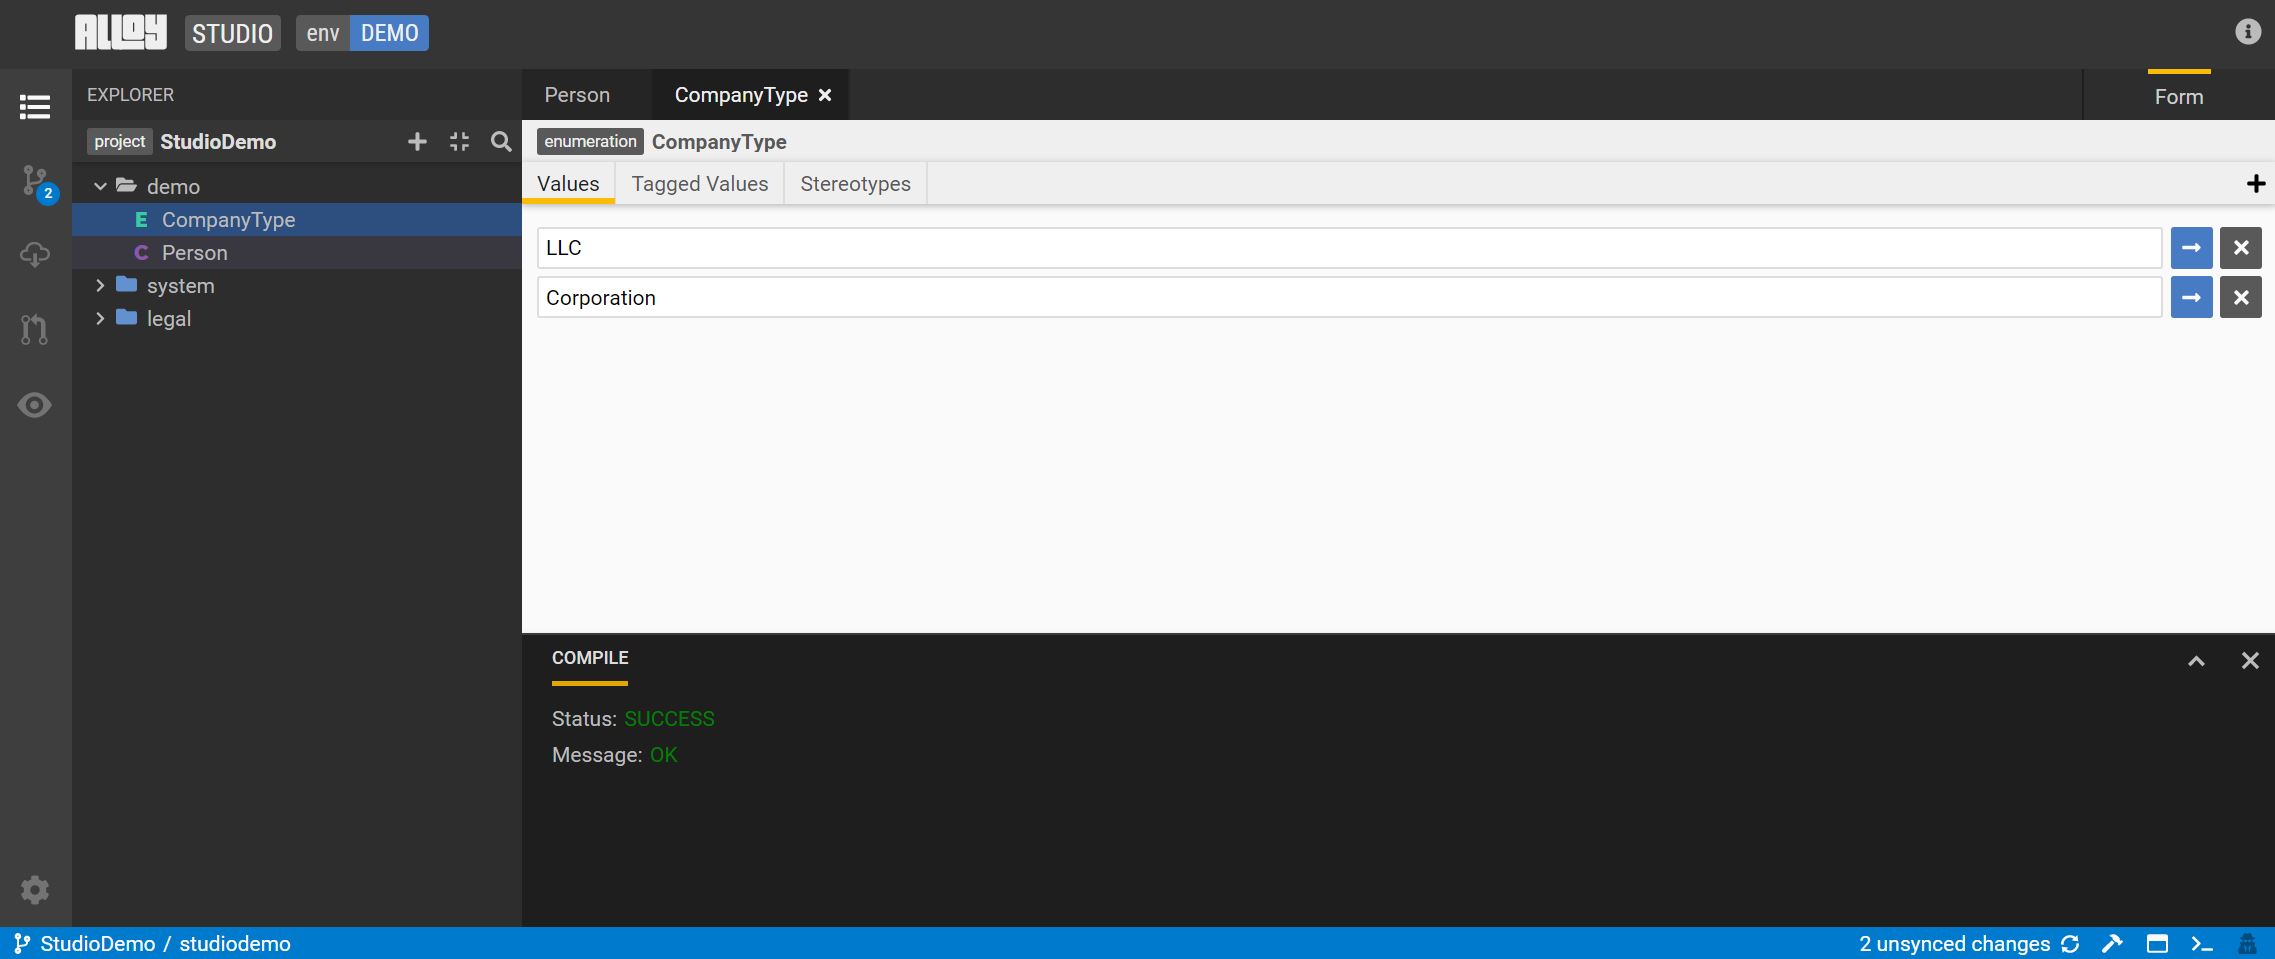 ALLOY STUDIO env DEMO
EXPLORER
project StudioDemo
demo
E CompanyType
C Person
system
legal
2
Person CompanyType
Form
enumeration CompanyType
Values Tagged Values Stereotypes
LLC
Corporation
COMPILE
Status: SUCCESS
Message: OK
StudioDemo / studiodemo
2 unsynced changes